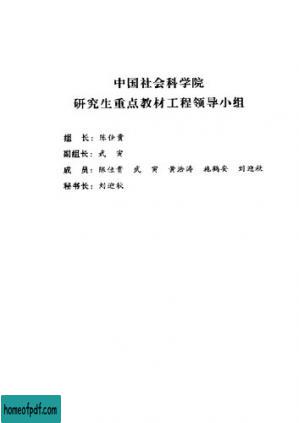 中国社会科学院
研究生重点教材工程领导小组
组 长：陈佳贵
副组长：武 寅
成 员：陈佳贵 武 寅 黄浩涛 施鹤安 刘迎秋
秘书长：刘迎秋
homeofpdf.com